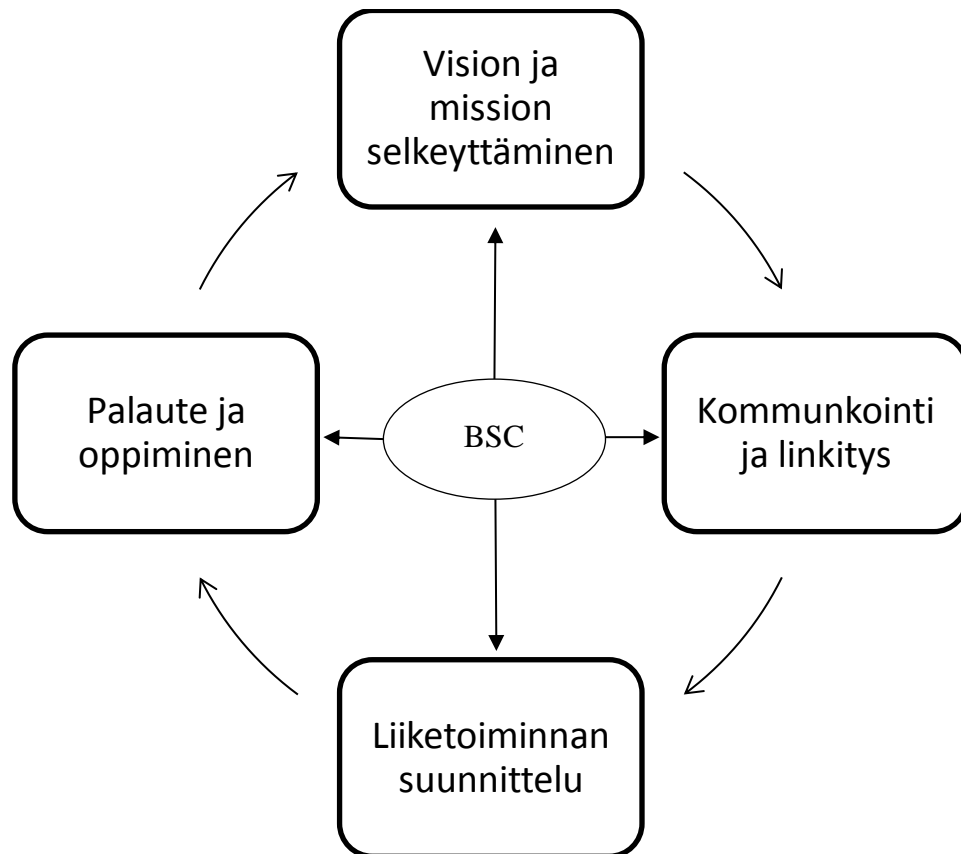 Vision ja
mission
selkeyttäminen
Palaute ja
oppiminen
BSC
Kommunkointi
ja linkitys
Liiketoiminnan
suunnittelu